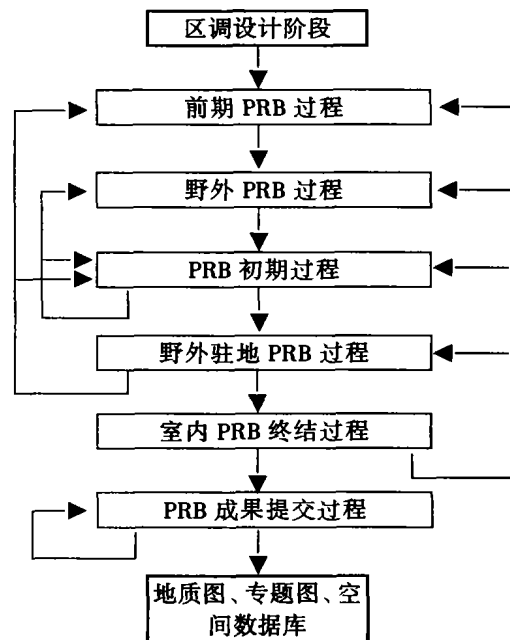 区调设计阶段
前期 PRB 过程
野外 PRB 过程
PRB 初期过程
野外驻地 PRB 过程
室内 PRB 终结过程
PRB 成果提交过程
地质图、专题图、空
间数据库